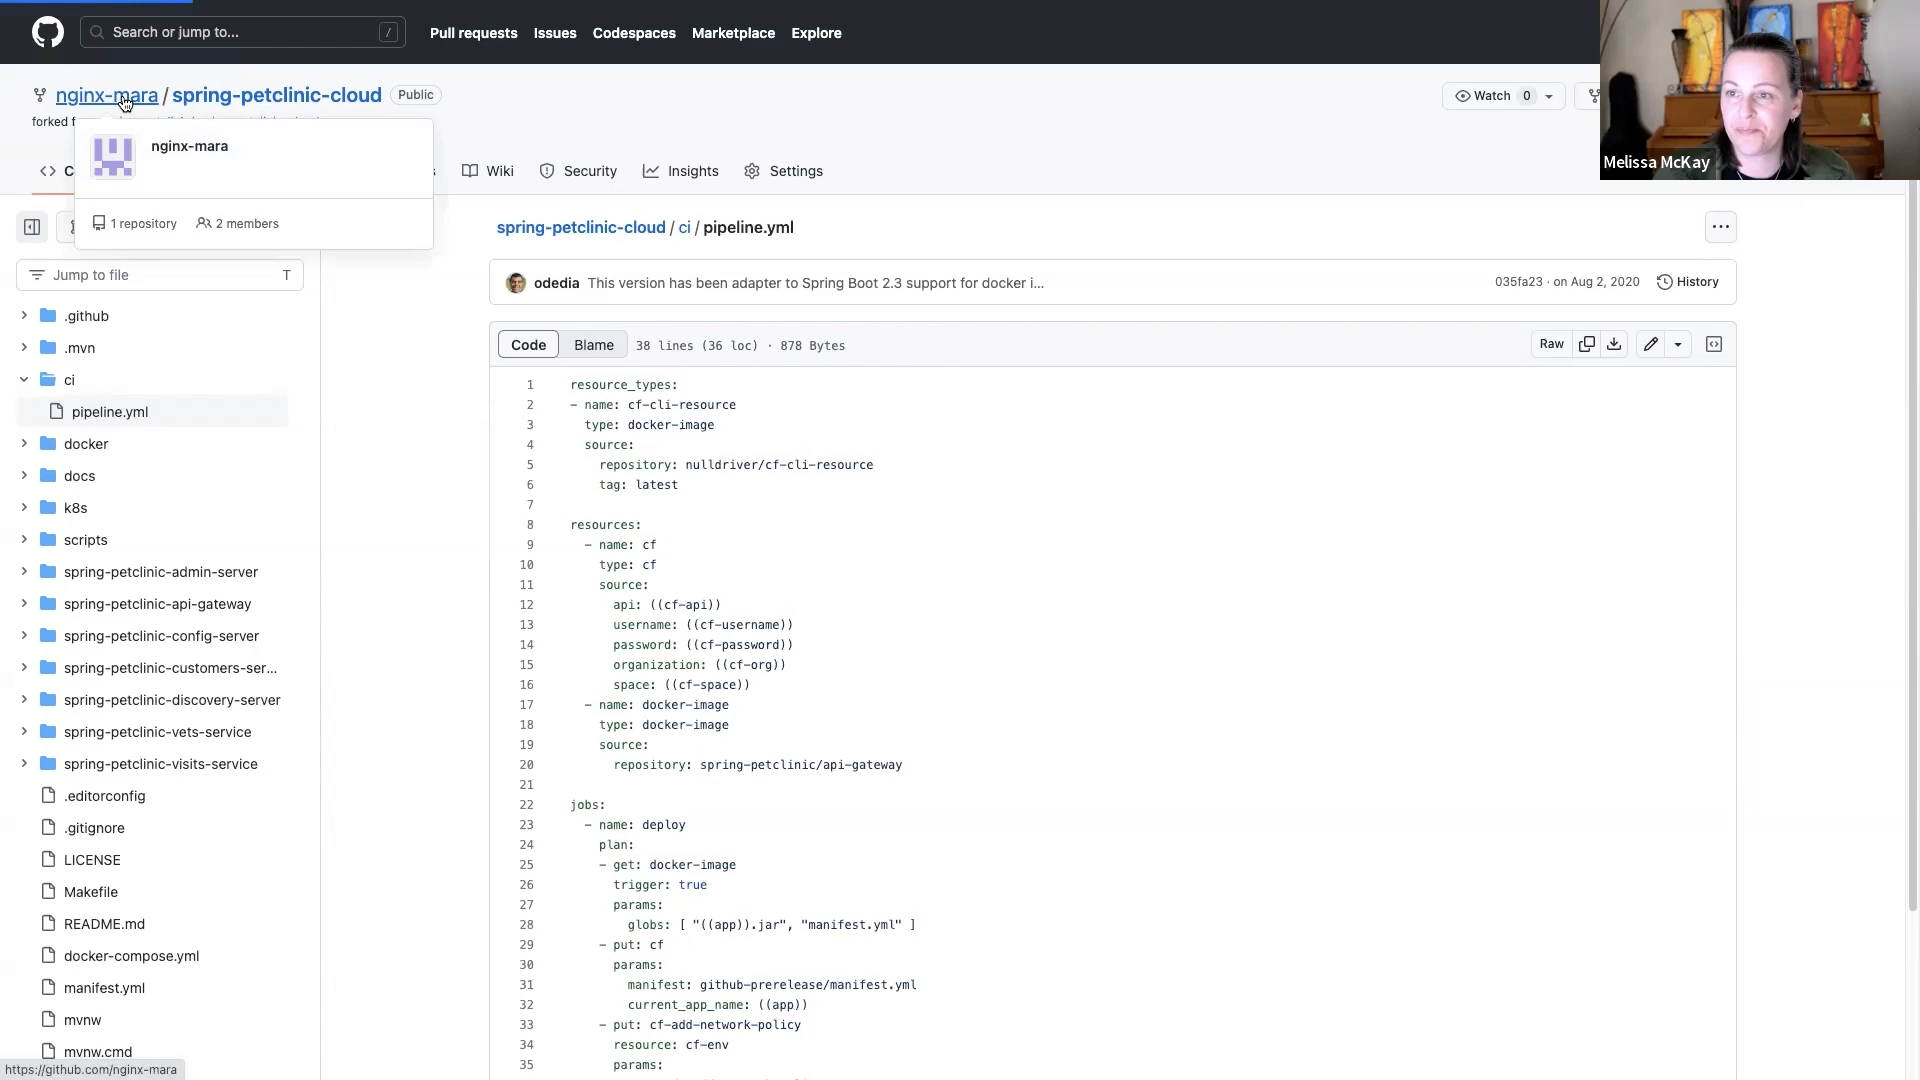 Search or jump to... /
Pull requests Issues Codespaces Marketplace Explore
nginx-mara / spring-petclinic-cloud Public
Watch 0
forked f
nginx-mara
1 repository 2 members
C
Wiki Security Insights Settings
Melissa McKay
spring-petclinic-cloud / ci / pipeline.yml
Jump to file T
odedia This version has been adapter to Spring Boot 2.3 support for docker i...
035fa23 · on Aug 2, 2020 History
.github
.mvn
ci
pipeline.yml
docker
docs
k8s
scripts
spring-petclinic-admin-server
spring-petclinic-api-gateway
spring-petclinic-config-server
spring-petclinic-customers-ser...
spring-petclinic-discovery-server
spring-petclinic-vets-service
spring-petclinic-visits-service
.editorconfig
.gitignore
LICENSE
Makefile
README.md
docker-compose.yml
manifest.yml
mvnw
mvnw.cmd
https://github.com/nginx-mara
Code Blame 38 lines (36 loc) · 878 Bytes
Raw
1 resource_types:
2 - name: cf-cli-resource
3 type: docker-image
4 source:
5 repository: nulldriver/cf-cli-resource
6 tag: latest
7
8 resources:
9 - name: cf
10 type: cf
11 source:
12 api: ((cf-api))
13 username: ((cf-username))
14 password: ((cf-password))
15 organization: ((cf-org))
16 space: ((cf-space))
17 - name: docker-image
18 type: docker-image
19 source:
20 repository: spring-petclinic/api-gateway
21
22 jobs:
23 - name: deploy
24 plan:
25 - get: docker-image
26 trigger: true
27 params:
28 globs: [ "((app)).jar", "manifest.yml" ]
29 - put: cf
30 params:
31 manifest: github-prerelease/manifest.yml
32 current_app_name: ((app))
33 - put: cf-add-network-policy
34 resource: cf-env
35 params: